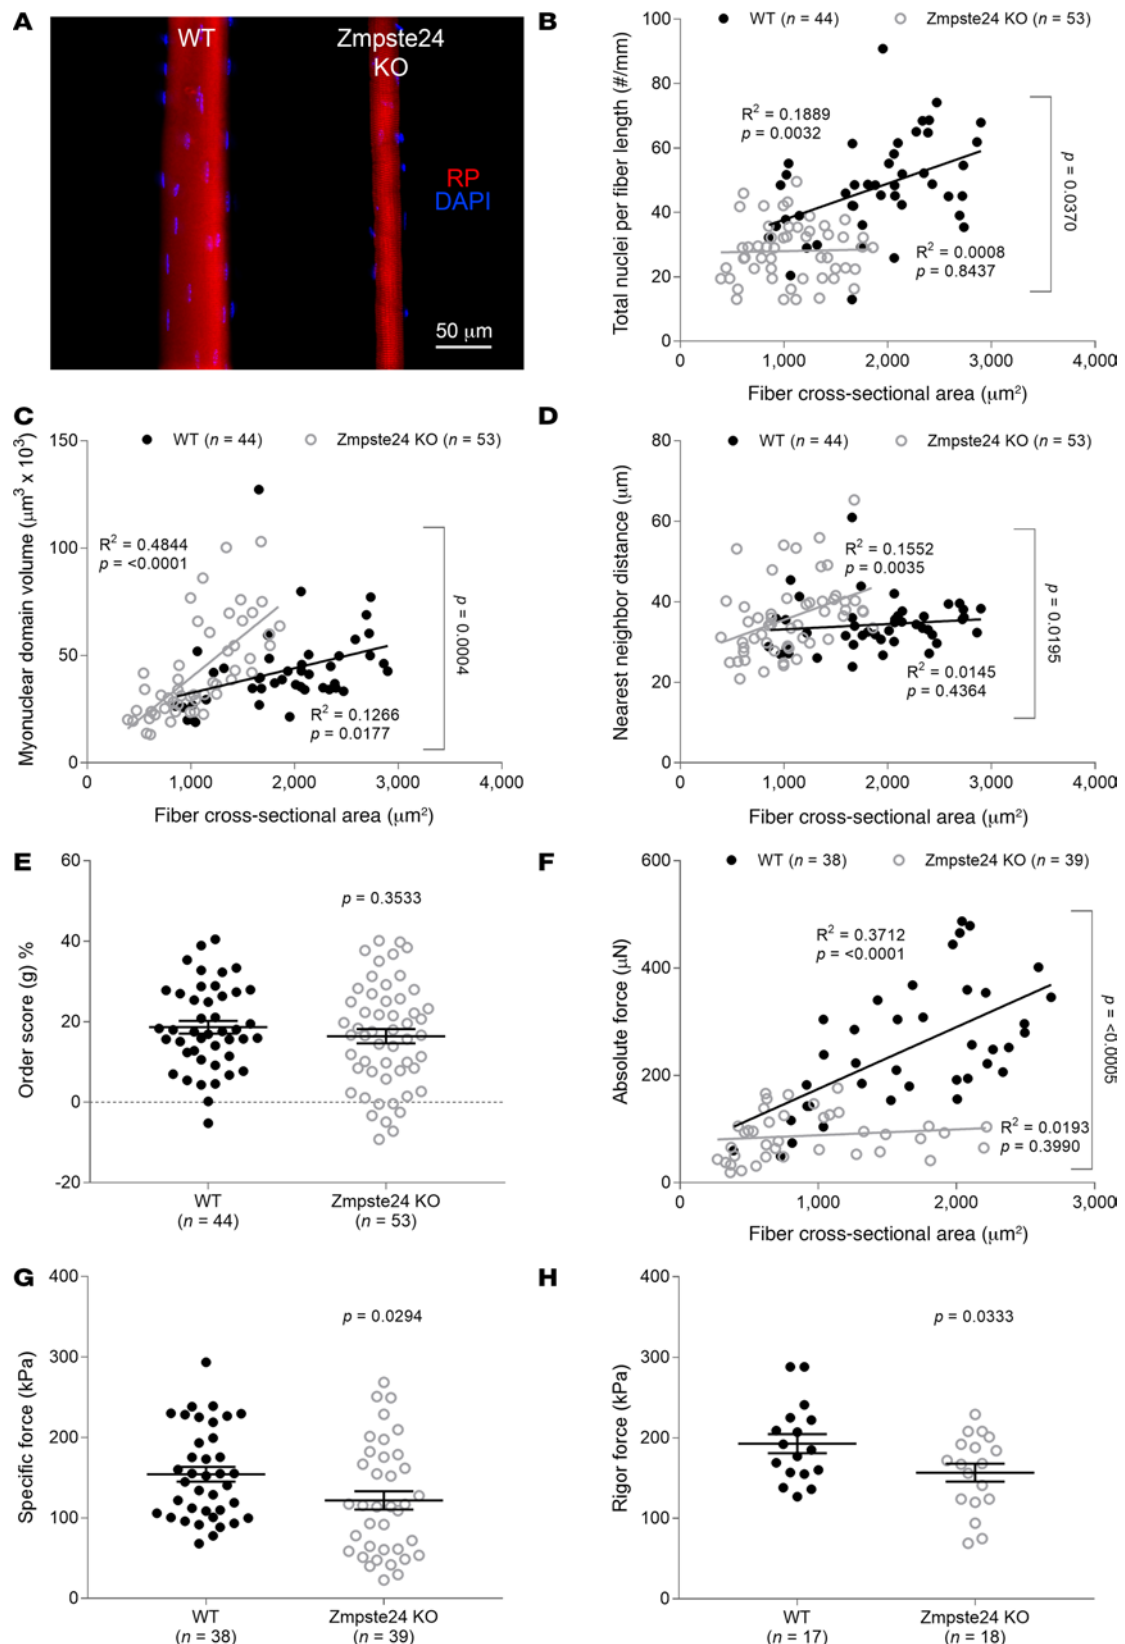 A
WT
Zmpste24
KO
RP
DAPI
50 μm
B
WT (n = 44)
Zmpste24 KO (n = 53)
Total nuclei per fiber length (#/mm)
100
80
60
40
20
0
R² = 0.1889
p = 0.0032
R² = 0.0008
p = 0.8437
p = 0.0370
0
1,000
2,000
3,000
4,000
Fiber cross-sectional area (μm²)
C
WT (n = 44)
Zmpste24 KO (n = 53)
Myonuclear domain volume (μm³ x 10³)
150
100
50
0
R² = 0.4844
p = <0.0001
R² = 0.1266
p = 0.0177
p = 0.0004
0
1,000
2,000
3,000
4,000
Fiber cross-sectional area (μm²)
D
WT (n = 44)
Zmpste24 KO (n = 53)
Nearest neighbor distance (μm)
80
60
40
20
0
R² = 0.1552
p = 0.0035
R² = 0.0145
p = 0.4364
p = 0.0195
0
1,000
2,000
3,000
4,000
Fiber cross-sectional area (μm²)
E
Order score (g) %
60
40
20
0
-20
p = 0.3533
WT
(n = 44)
Zmpste24 KO
(n = 53)
F
WT (n = 38)
Zmpste24 KO (n = 39)
Absolute force (μN)
600
400
200
0
R² = 0.3712
p = <0.0001
R² = 0.0193
p = 0.3990
p = <0.0005
0
1,000
2,000
3,000
Fiber cross-sectional area (μm²)
G
Specific force (kPa)
400
300
200
100
0
p = 0.0294
WT
(n = 38)
Zmpste24 KO
(n = 39)
H
Rigor force (kPa)
400
300
200
100
0
p = 0.0333
WT
(n = 17)
Zmpste24 KO
(n = 18)